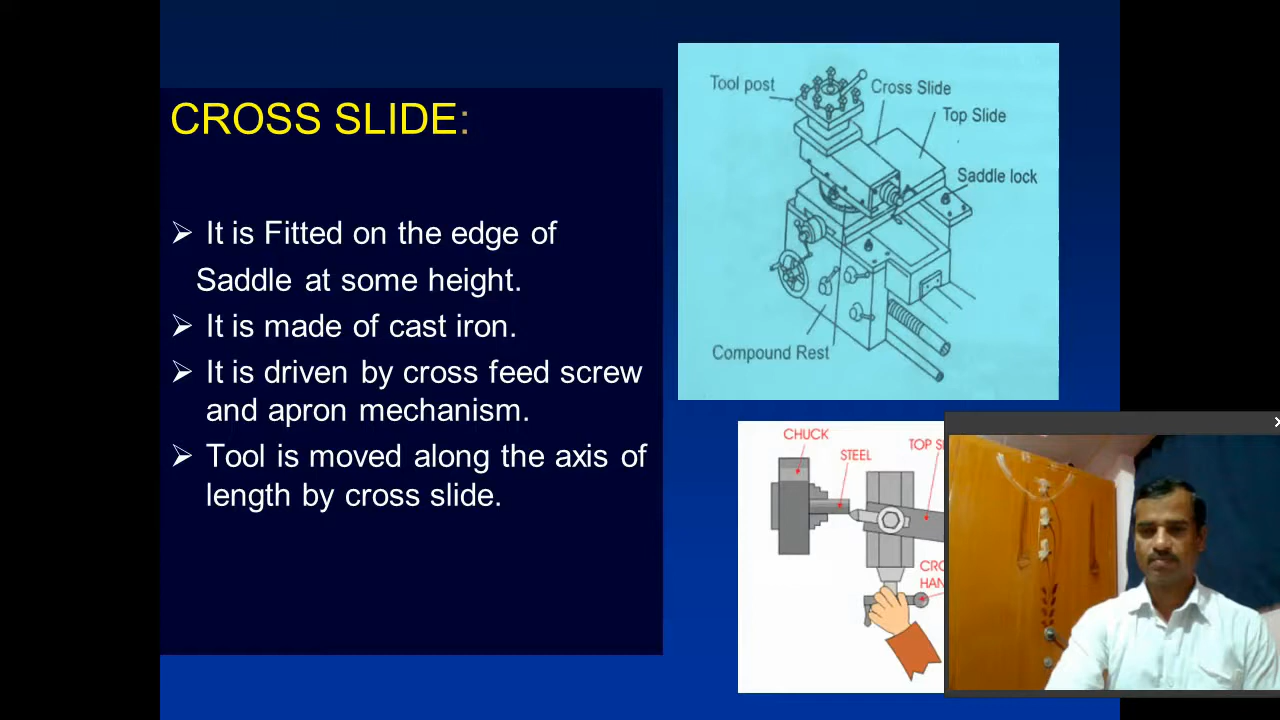 CROSS SLIDE:
➢ It is Fitted on the edge of
Saddle at some height.
➢ It is made of cast iron.
➢ It is driven by cross feed screw
and apron mechanism.
➢ Tool is moved along the axis of
length by cross slide.
Tool post
Cross Slide
Top Slide
Saddle lock
Compound Rest
CHUCK
STEEL
TOP